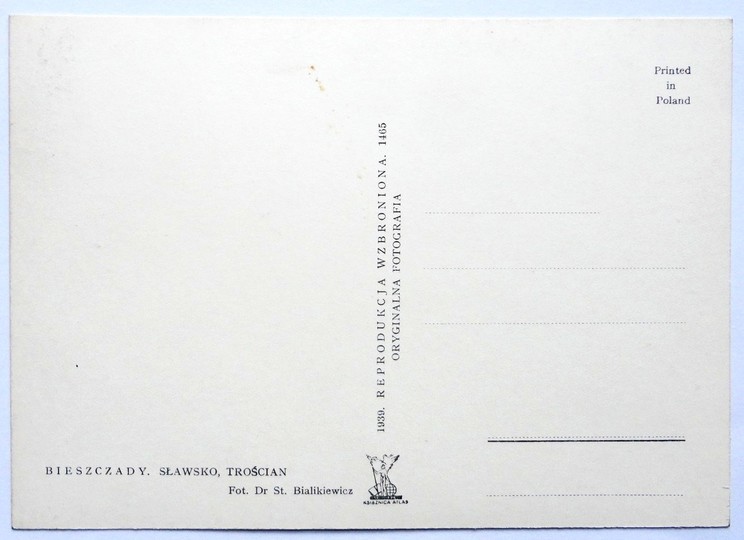 Printed
in
Poland
1939. REPRODUKCJA WZBRONIONA. 1465
ORYGINALNA FOTOGRAFIA
BIESZCZADY. SŁAWSKO, TROŚCIAN
Fot. Dr St. Bialikiewicz
KSIĄŻNICA ATLAS